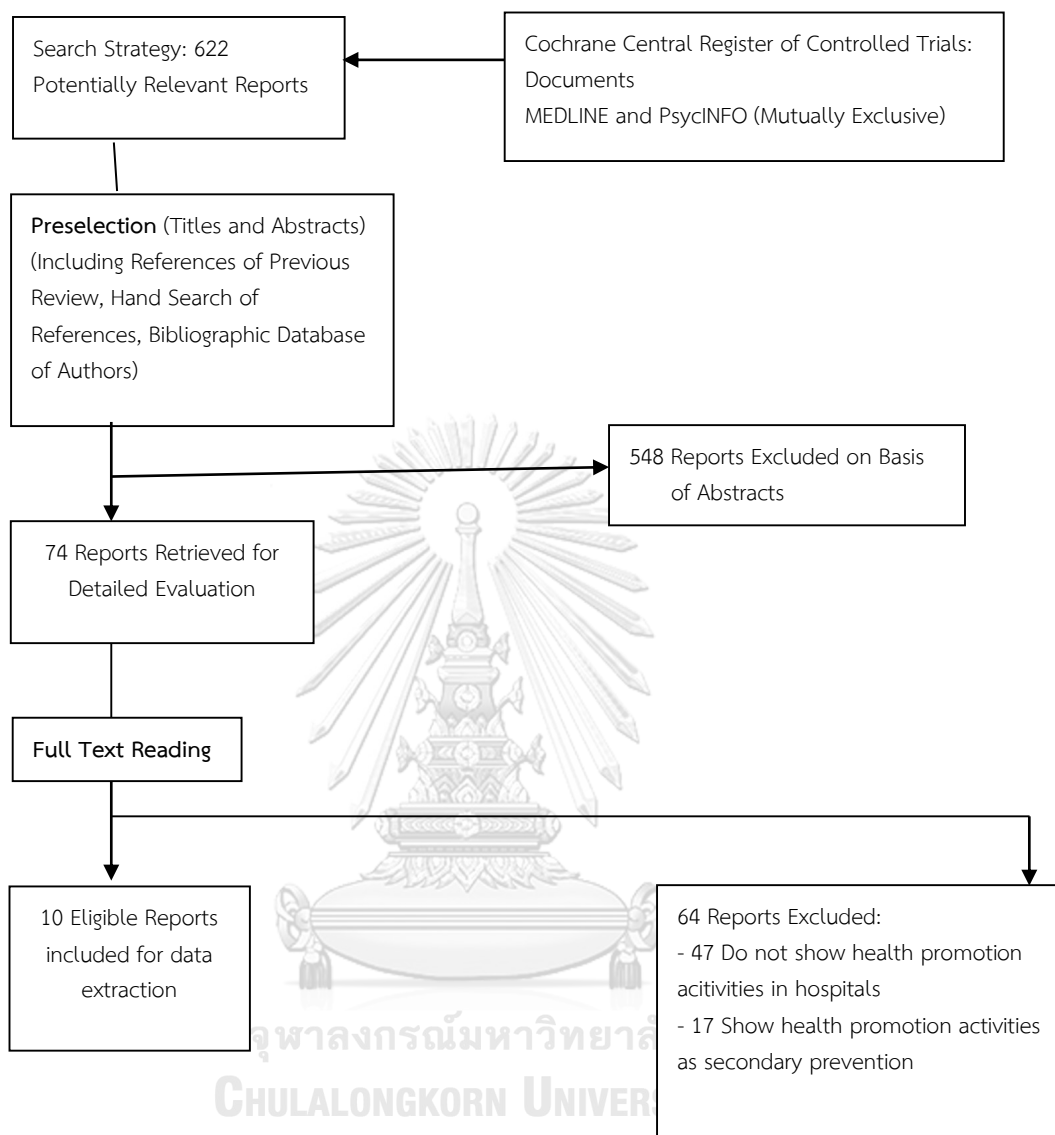 Search Strategy: 622
Potentially Relevant Reports
Cochrane Central Register of Controlled Trials:
Documents
MEDLINE and PsycINFO (Mutually Exclusive)
Preselection (Titles and Abstracts)
(Including References of Previous
Review, Hand Search of
References, Bibliographic Database
of Authors)
548 Reports Excluded on Basis
of Abstracts
74 Reports Retrieved for
Detailed Evaluation
Full Text Reading
10 Eligible Reports
included for data
extraction
64 Reports Excluded:
- 47 Do not show health promotion
acitivities in hospitals
- 17 Show health promotion activities
as secondary prevention
จุฬาลงกรณ์มหาวิทยาลั
CHULALONGKORN UNIVERS